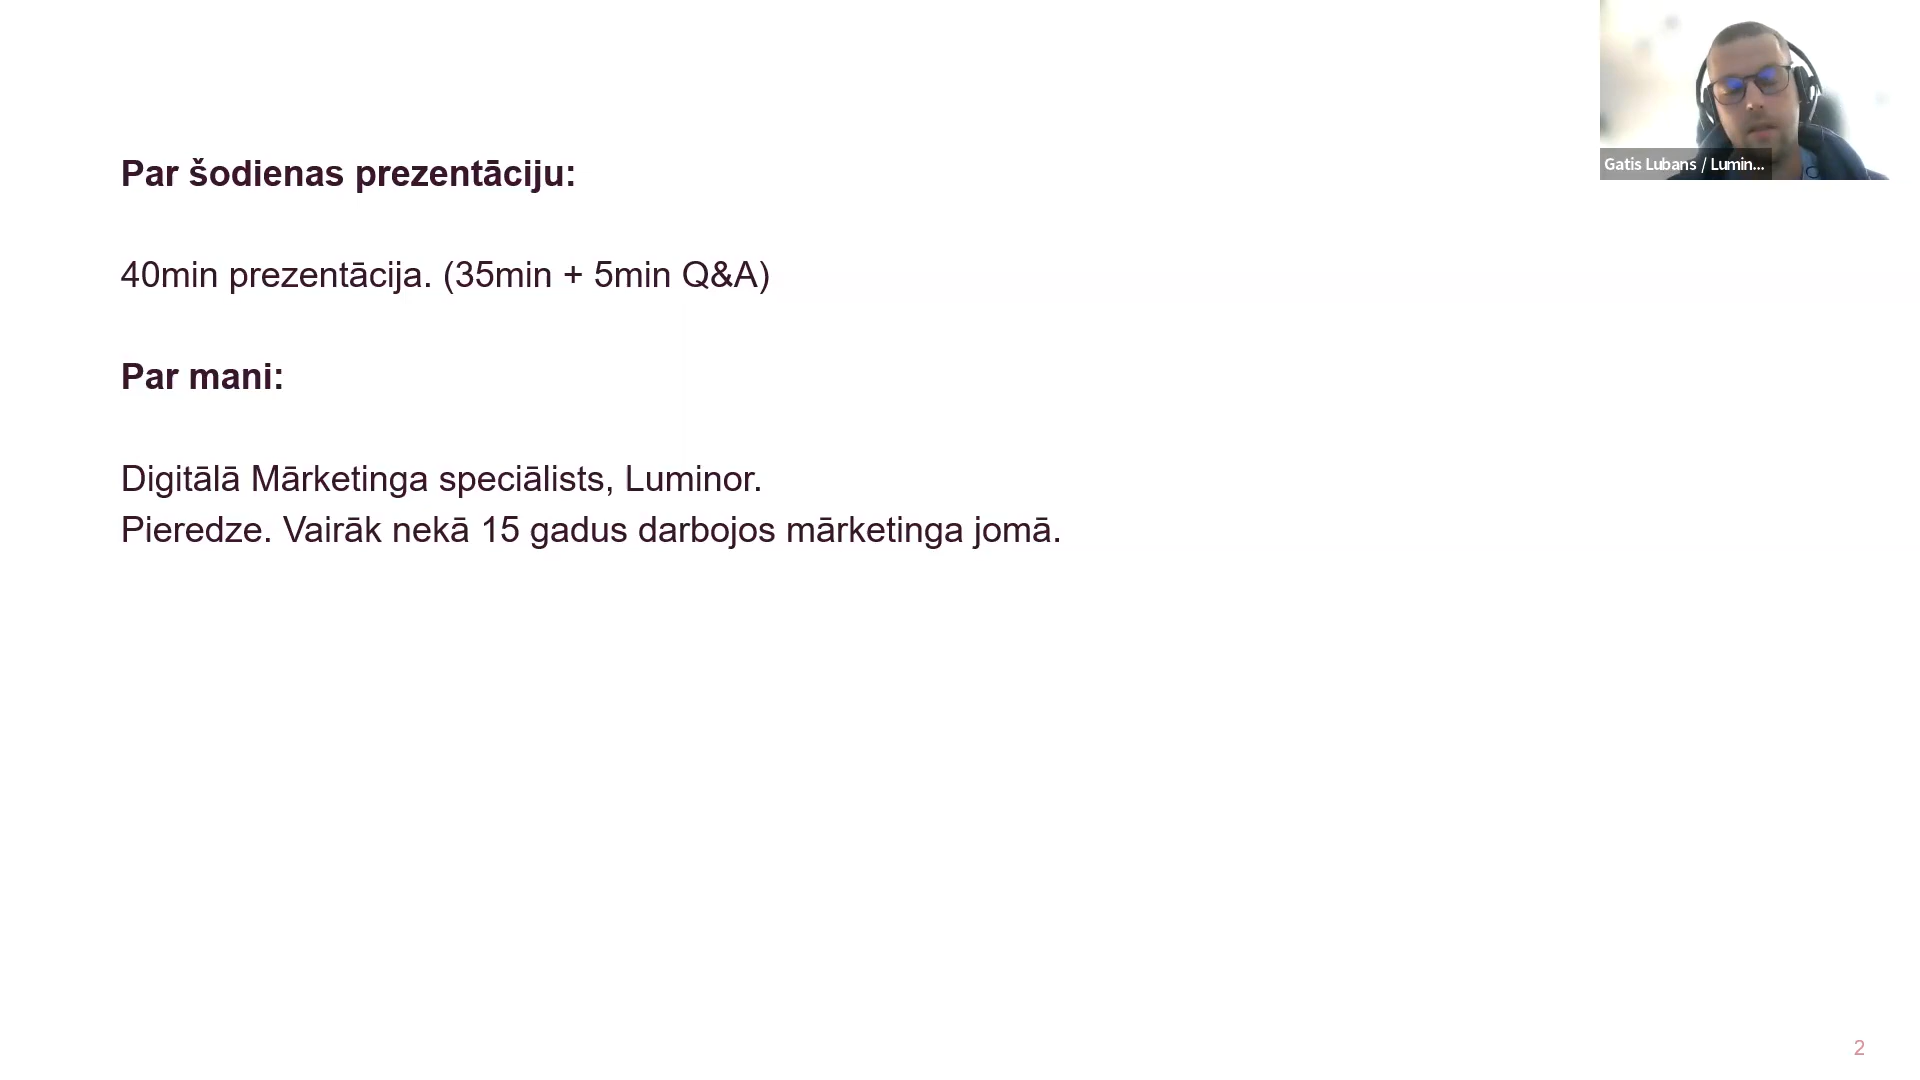 Par šodienas prezentāciju:
40min prezentācija. (35min + 5min Q&A)
Par mani:
Digitālā Mārketinga speciālists, Luminor.
Pieredze. Vairāk nekā 15 gadus darbojos mārketinga jomā.
Gatis Lubans / Lumin...
2